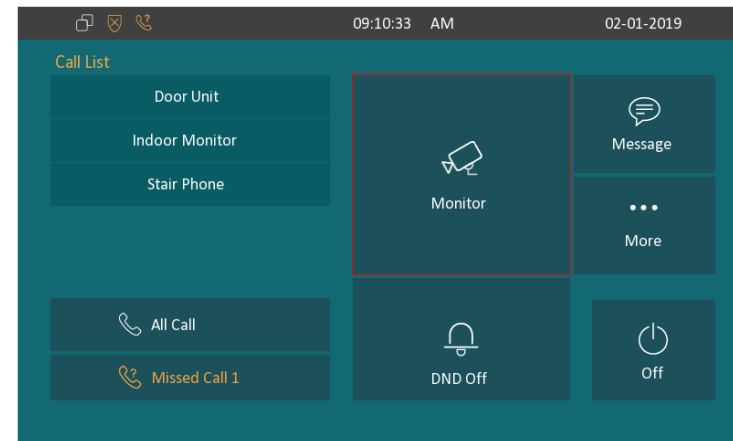 09:10:33 AM 02-01-2019
Call List
Door Unit
Indoor Monitor
Stair Phone
Monitor
Message
More
All Call
Missed Call 1
DND Off
Off